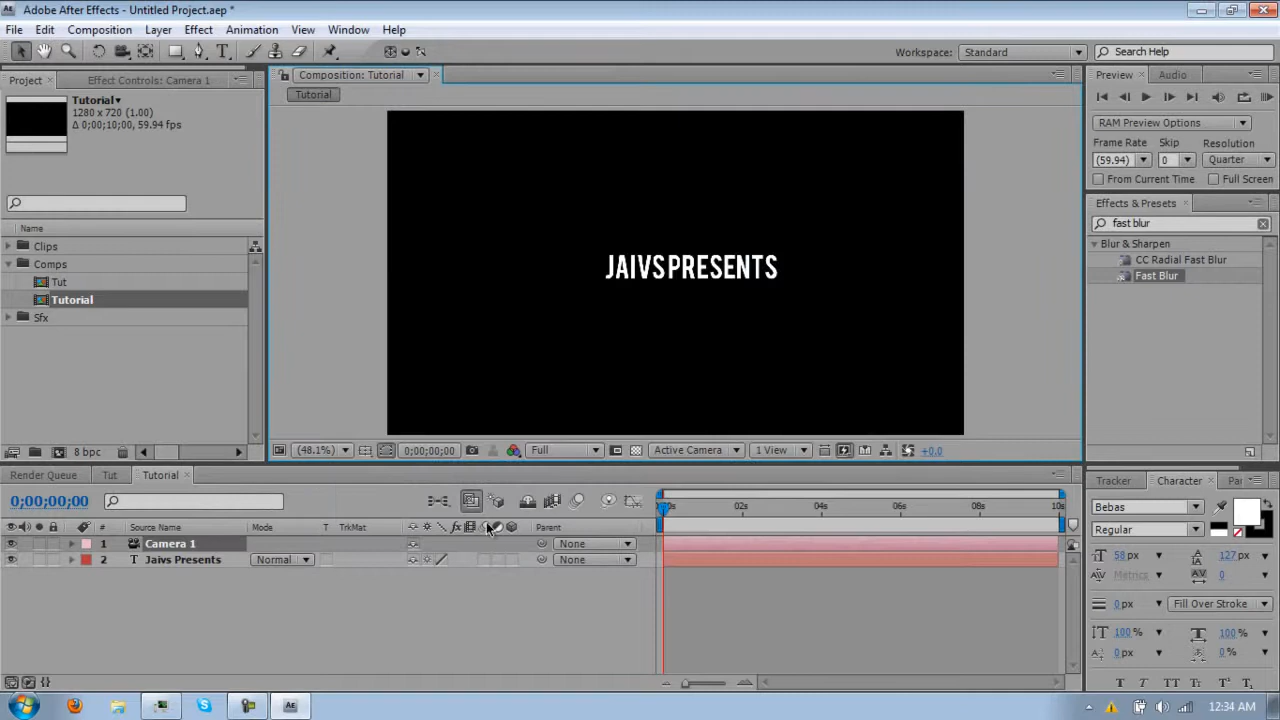 Adobe After Effects - Untitled Project.aep *
File Edit Composition Layer Effect Animation View Window Help
Workspace: Standard Search Help
Project Effect Controls: Camera 1
Composition: Tutorial
Preview Audio
Tutorial
Tutorial
1280 x 720 (1.00)
Δ 0;00;10;00, 59.94 fps
RAM Preview Options
Frame Rate Skip Resolution
(59.94) 0 Quarter
From Current Time Full Screen
Effects & Presets
fast blur
Name
Clips
Comps
Tut
Tutorial
Sfx
Blur & Sharpen
CC Radial Fast Blur
Fast Blur
JAIVS PRESENTS
8 bpc
(48.1%) 0;00;00;00 Full Active Camera 1 View +0.0
Render Queue Tut Tutorial
0;00;00;00
02s 04s 06s 08s 10s
# Source Name Mode T TrkMat Parent
1 Camera 1 None
2 T Jaivs Presents Normal None
Tracker Character
Bebas
Regular
58 px 127 px
Metrics 0
0 px Fill Over Stroke
100 % 100 %
0 px 0 %
T T TT Tr T¹ T₁
12:34 AM